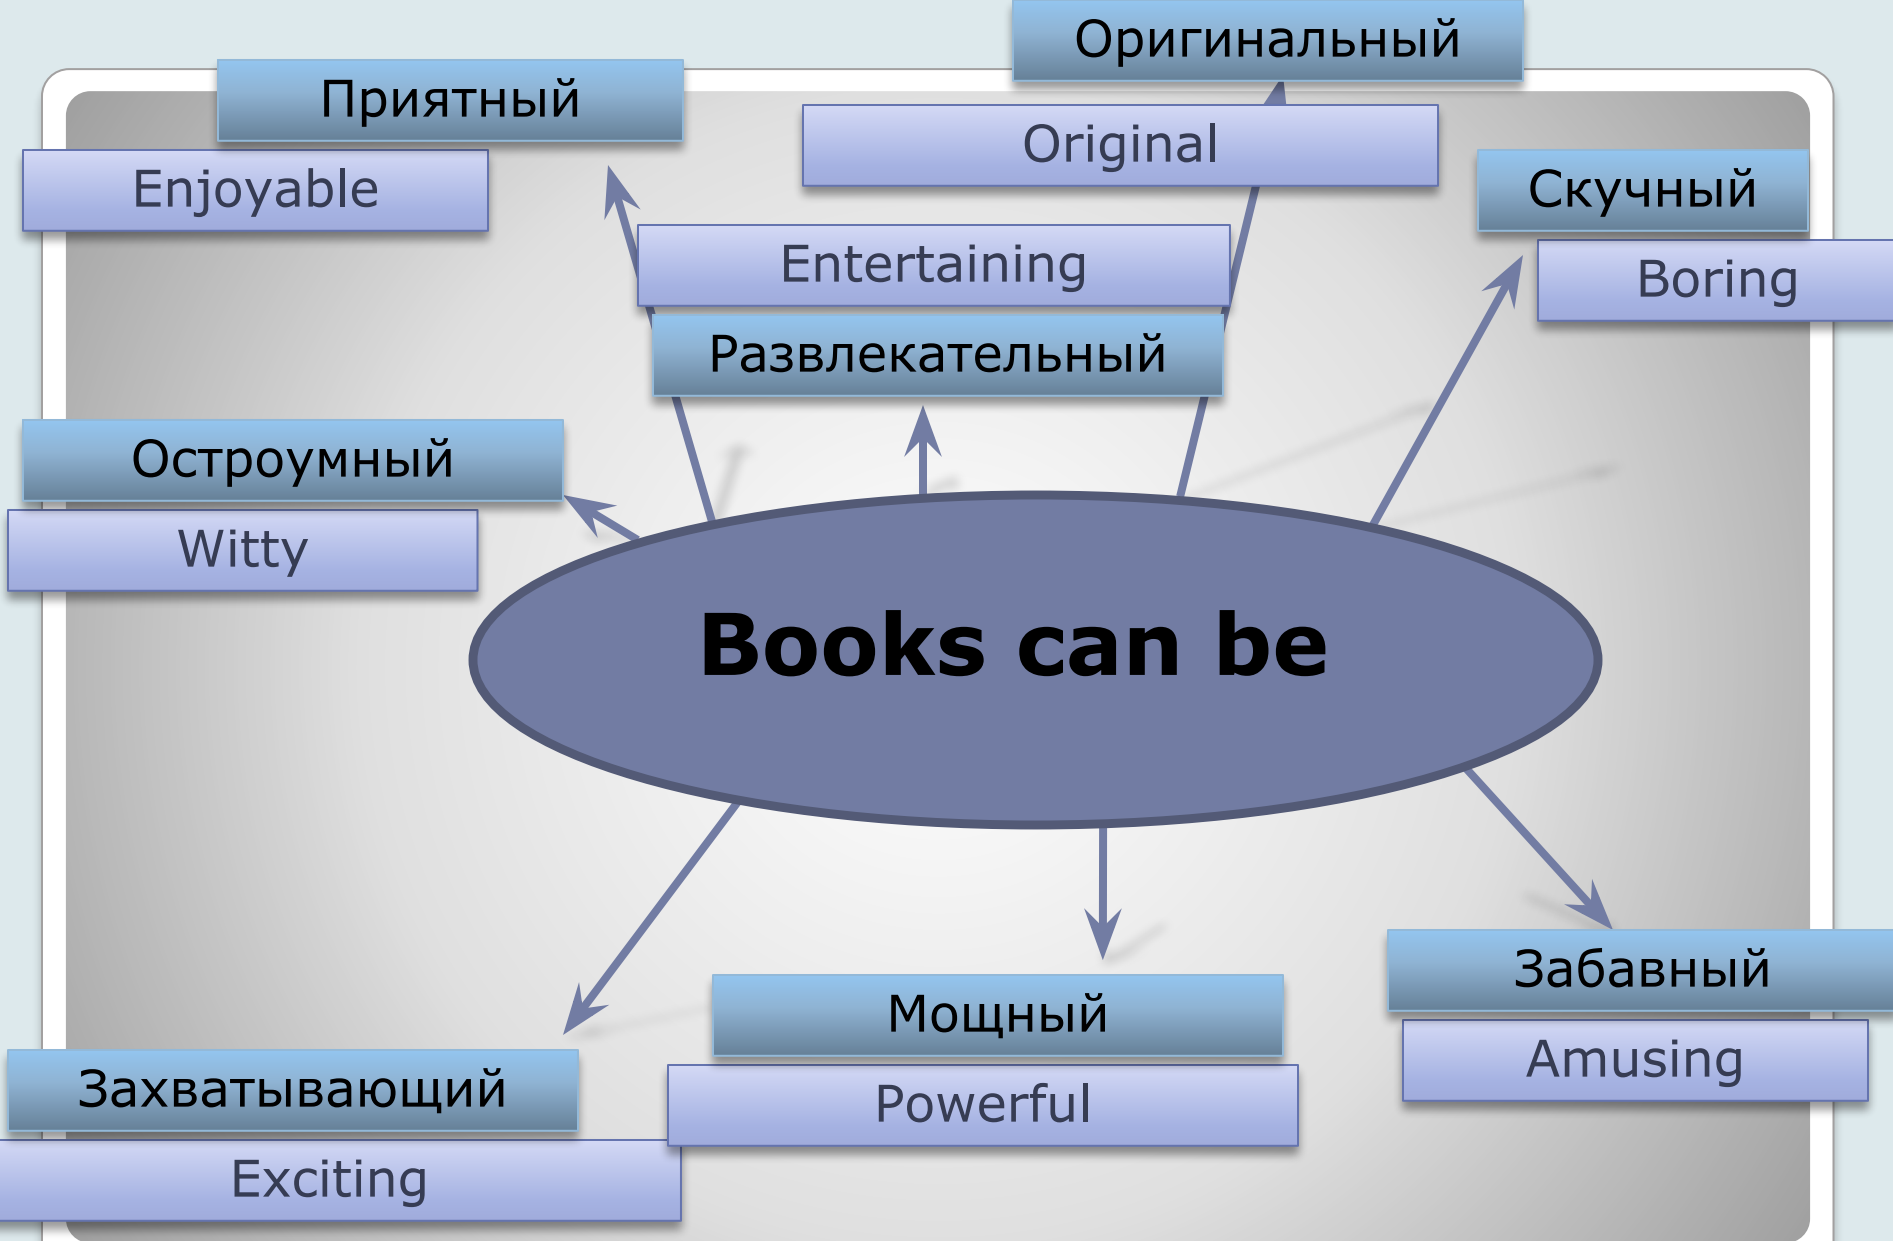 Оригинальный
Приятный
Original
Enjoyable
Скучный
Entertaining
Boring
Развлекательный
Остроумный
Witty
Books can be
Забавный
Мощный
Amusing
Захватывающий
Powerful
Exciting